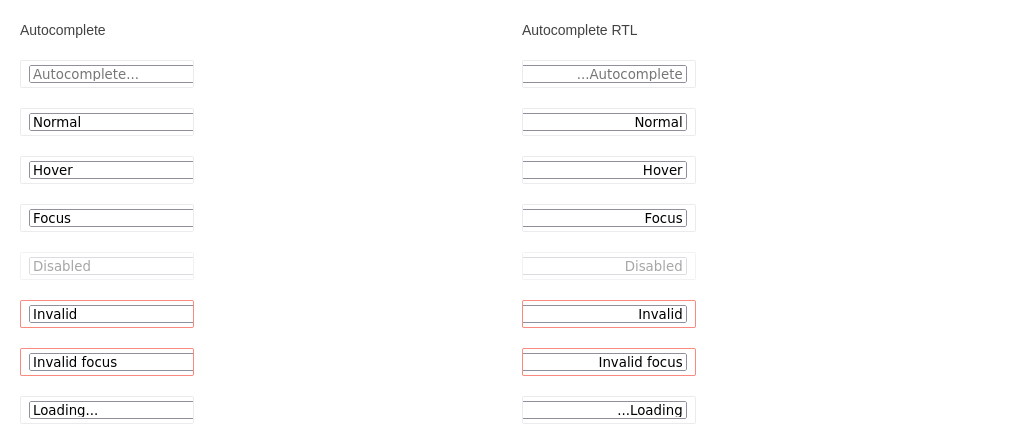 Autocomplete
Autocomplete...
Normal
Hover
Focus
Disabled
Invalid
Invalid focus
Loading...
Autocomplete RTL
...Autocomplete
Normal
Hover
Focus
Disabled
Invalid
Invalid focus
...Loading